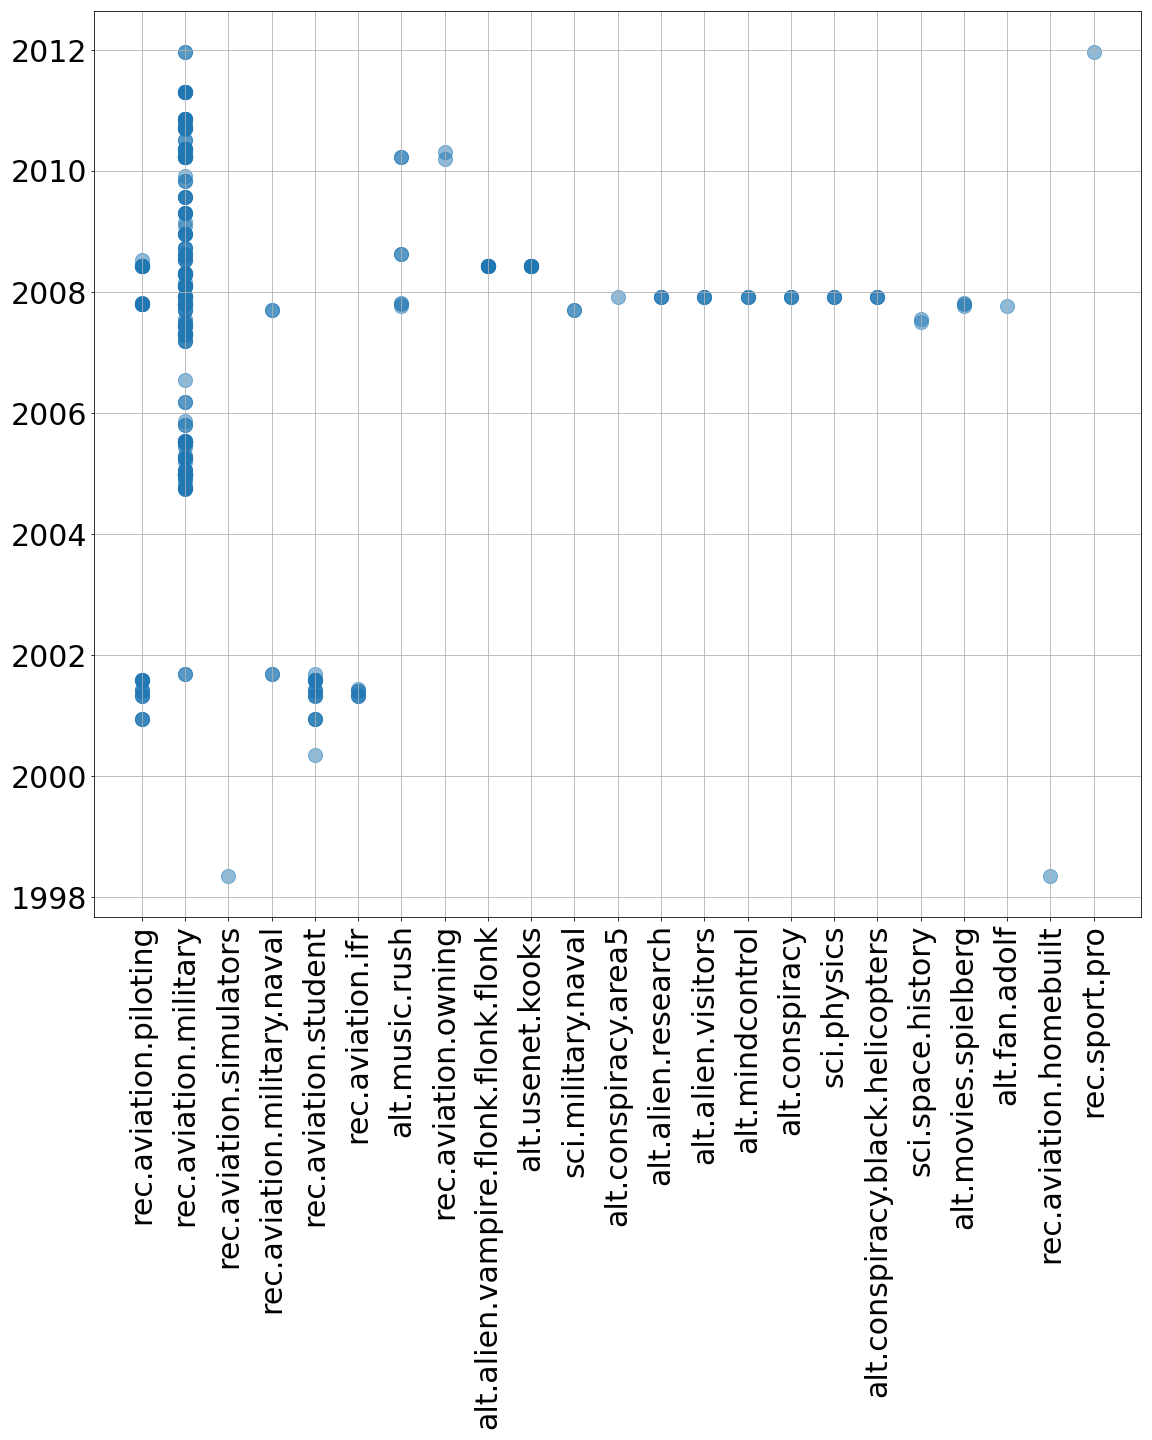 2012
2010
2008
2006
2004
2002
2000
1998
rec.aviation.piloting
rec.aviation.military
rec.aviation.simulators
rec.aviation.military.naval
rec.aviation.student
rec.aviation.ifr
alt.music.rush
rec.aviation.owning
alt.alien.vampire.flonk.flonk.flonk
alt.usenet.kooks
sci.military.naval
alt.conspiracy.area5
alt.alien.research
alt.alien.visitors
alt.mindcontrol
alt.conspiracy
sci.physics
alt.conspiracy.black.helicopters
sci.space.history
alt.movies.spielberg
alt.fan.adolf
rec.aviation.homebuilt
rec.sport.pro